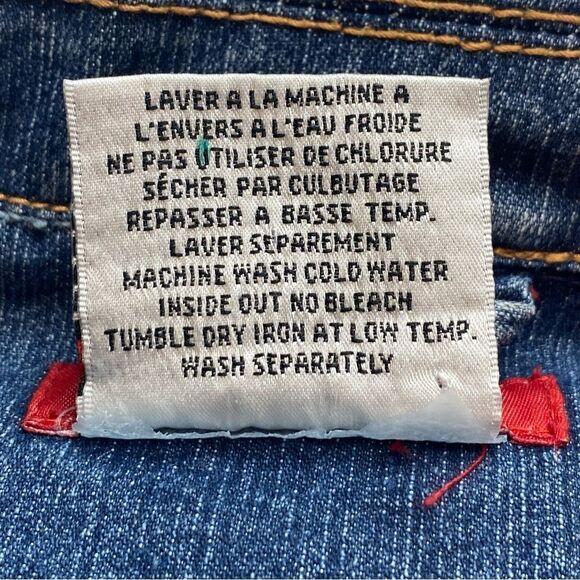 LAVER A LA MACHINE A
L'ENVERS A L'EAU FROIDE
NE PAS UTILISER DE CHLORURE
SÉCHER PAR CULBUTAGE
REPASSER A BASSE TEMP.
LAVER SEPAREMENT
MACHINE WASH COLD WATER
INSIDE OUT NO BLEACH
TUMBLE DRY IRON AT LOW TEMP.
WASH SEPARATELY